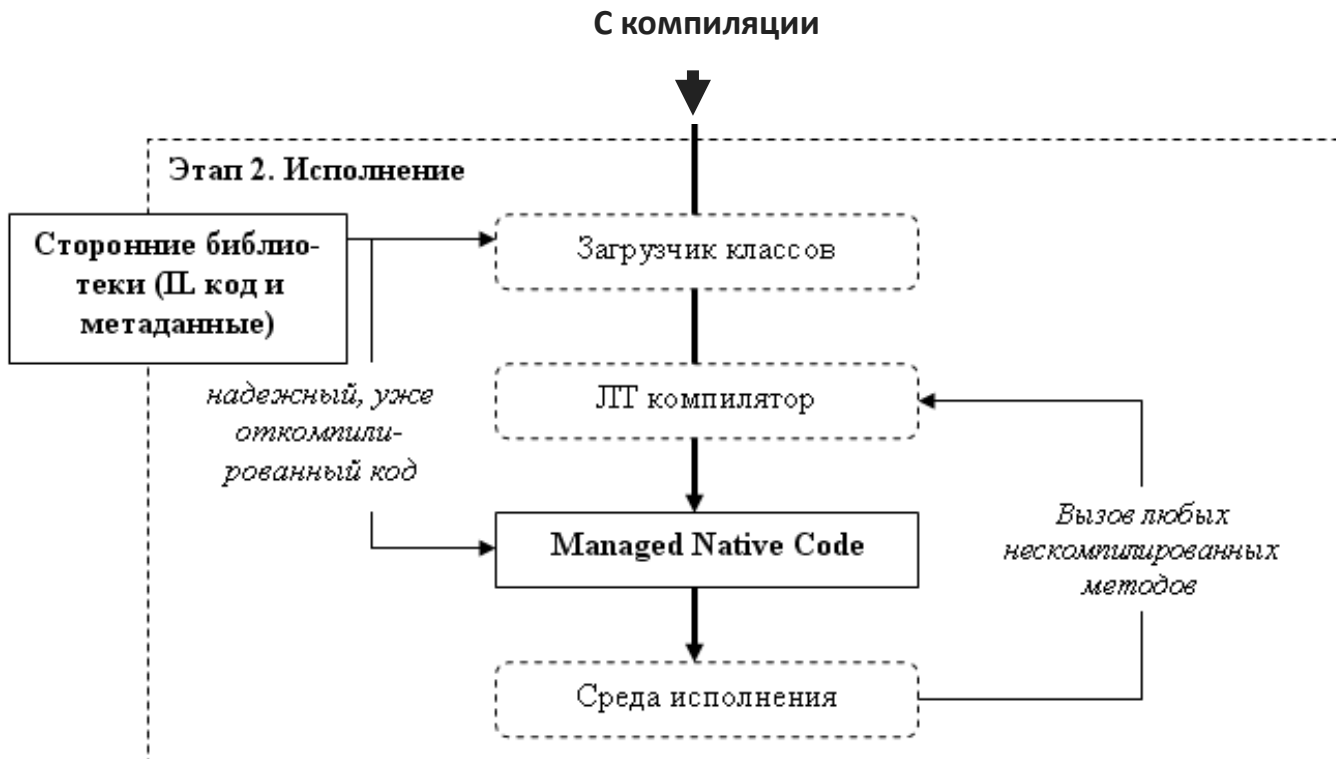 С компиляции
Этап 2. Исполнение
Сторонние библио-
теки (IL код и
метаданные)
Загрузчик классов
надежный, уже
откомпили-
рованный код
JIT компилятор
Managed Native Code
Вызов любых
нескомпилированных
методов
Среда исполнения